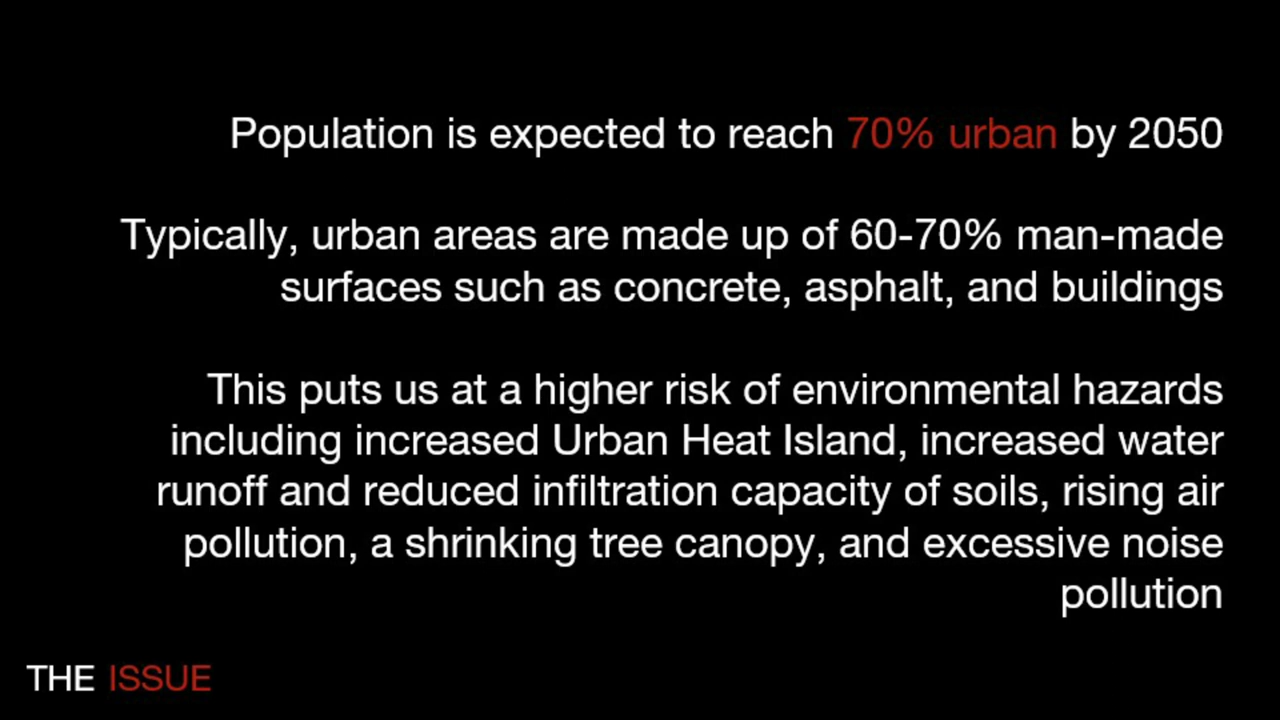 Population is expected to reach 70% urban by 2050
Typically, urban areas are made up of 60-70% man-made
surfaces such as concrete, asphalt, and buildings
This puts us at a higher risk of environmental hazards
including increased Urban Heat Island, increased water
runoff and reduced infiltration capacity of soils, rising air
pollution, a shrinking tree canopy, and excessive noise
pollution
THE ISSUE